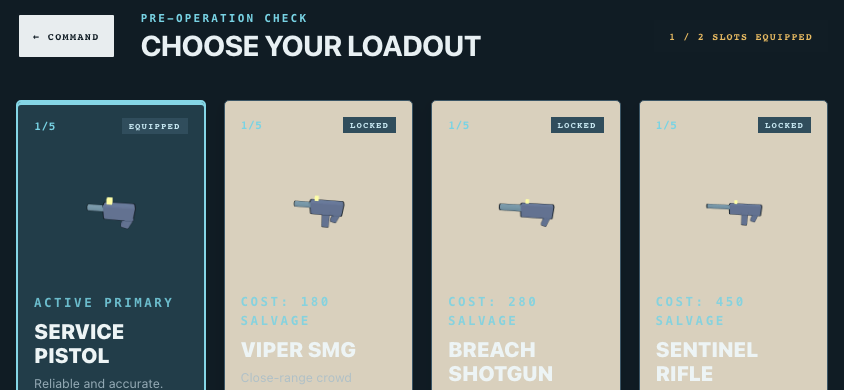 ← COMMAND
PRE-OPERATION CHECK
CHOOSE YOUR LOADOUT
1 / 2 SLOTS EQUIPPED
1/5
EQUIPPED
ACTIVE PRIMARY
SERVICE
PISTOL
Reliable and accurate.
1/5
LOCKED
COST: 180
SALVAGE
VIPER SMG
Close-range crowd
1/5
LOCKED
COST: 280
SALVAGE
BREACH
SHOTGUN
1/5
LOCKED
COST: 450
SALVAGE
SENTINEL
RIFLE